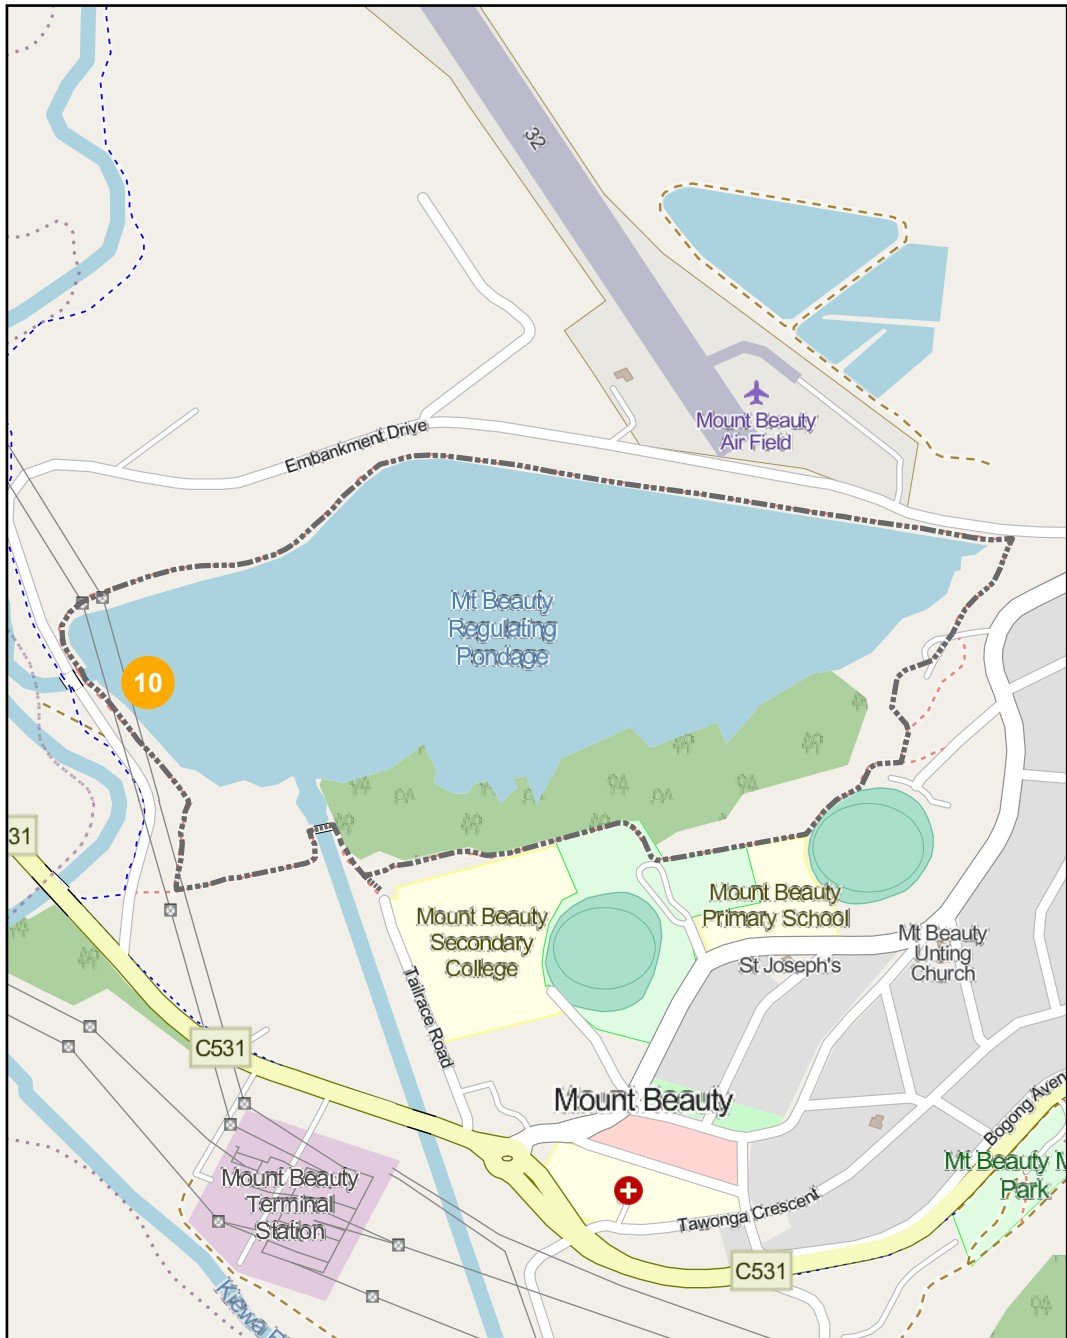 32
Mount Beauty
Air Field
Embankment Drive
Mt Beauty
Regulating
Pondage
10
31
Mount Beauty
Secondary
College
Mount Beauty
Primary School
St Joseph's
Mt Beauty
Unting
Church
Tailrace Road
C531
Mount Beauty
Bogong Aven
Mt Beauty M
Park
Mount Beauty
Terminal
Station
Tawonga Crescent
C531
Kiewa